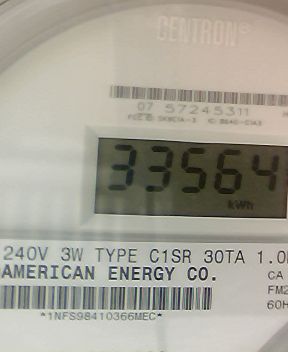 CENTRON®
07 57245311
33564
kWh
240V 3W TYPE C1SR 30TA 1.0
AMERICAN ENERGY CO.
CA
FM2
60H
*1NFS98410366MEC*